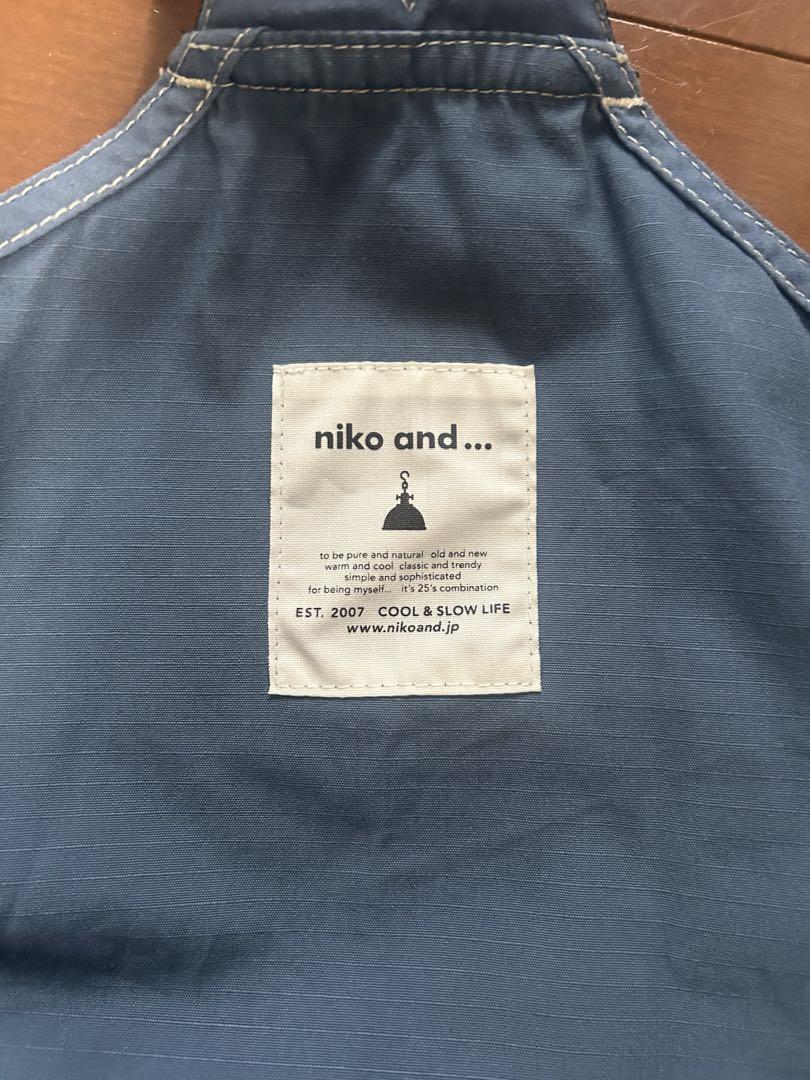 niko and...
to be pure and natural old and new
warm and cool classic and trendy
simple and sophisticated
for being myself... it's 25's combination
EST. 2007 COOL & SLOW LIFE
www.nikoand.jp